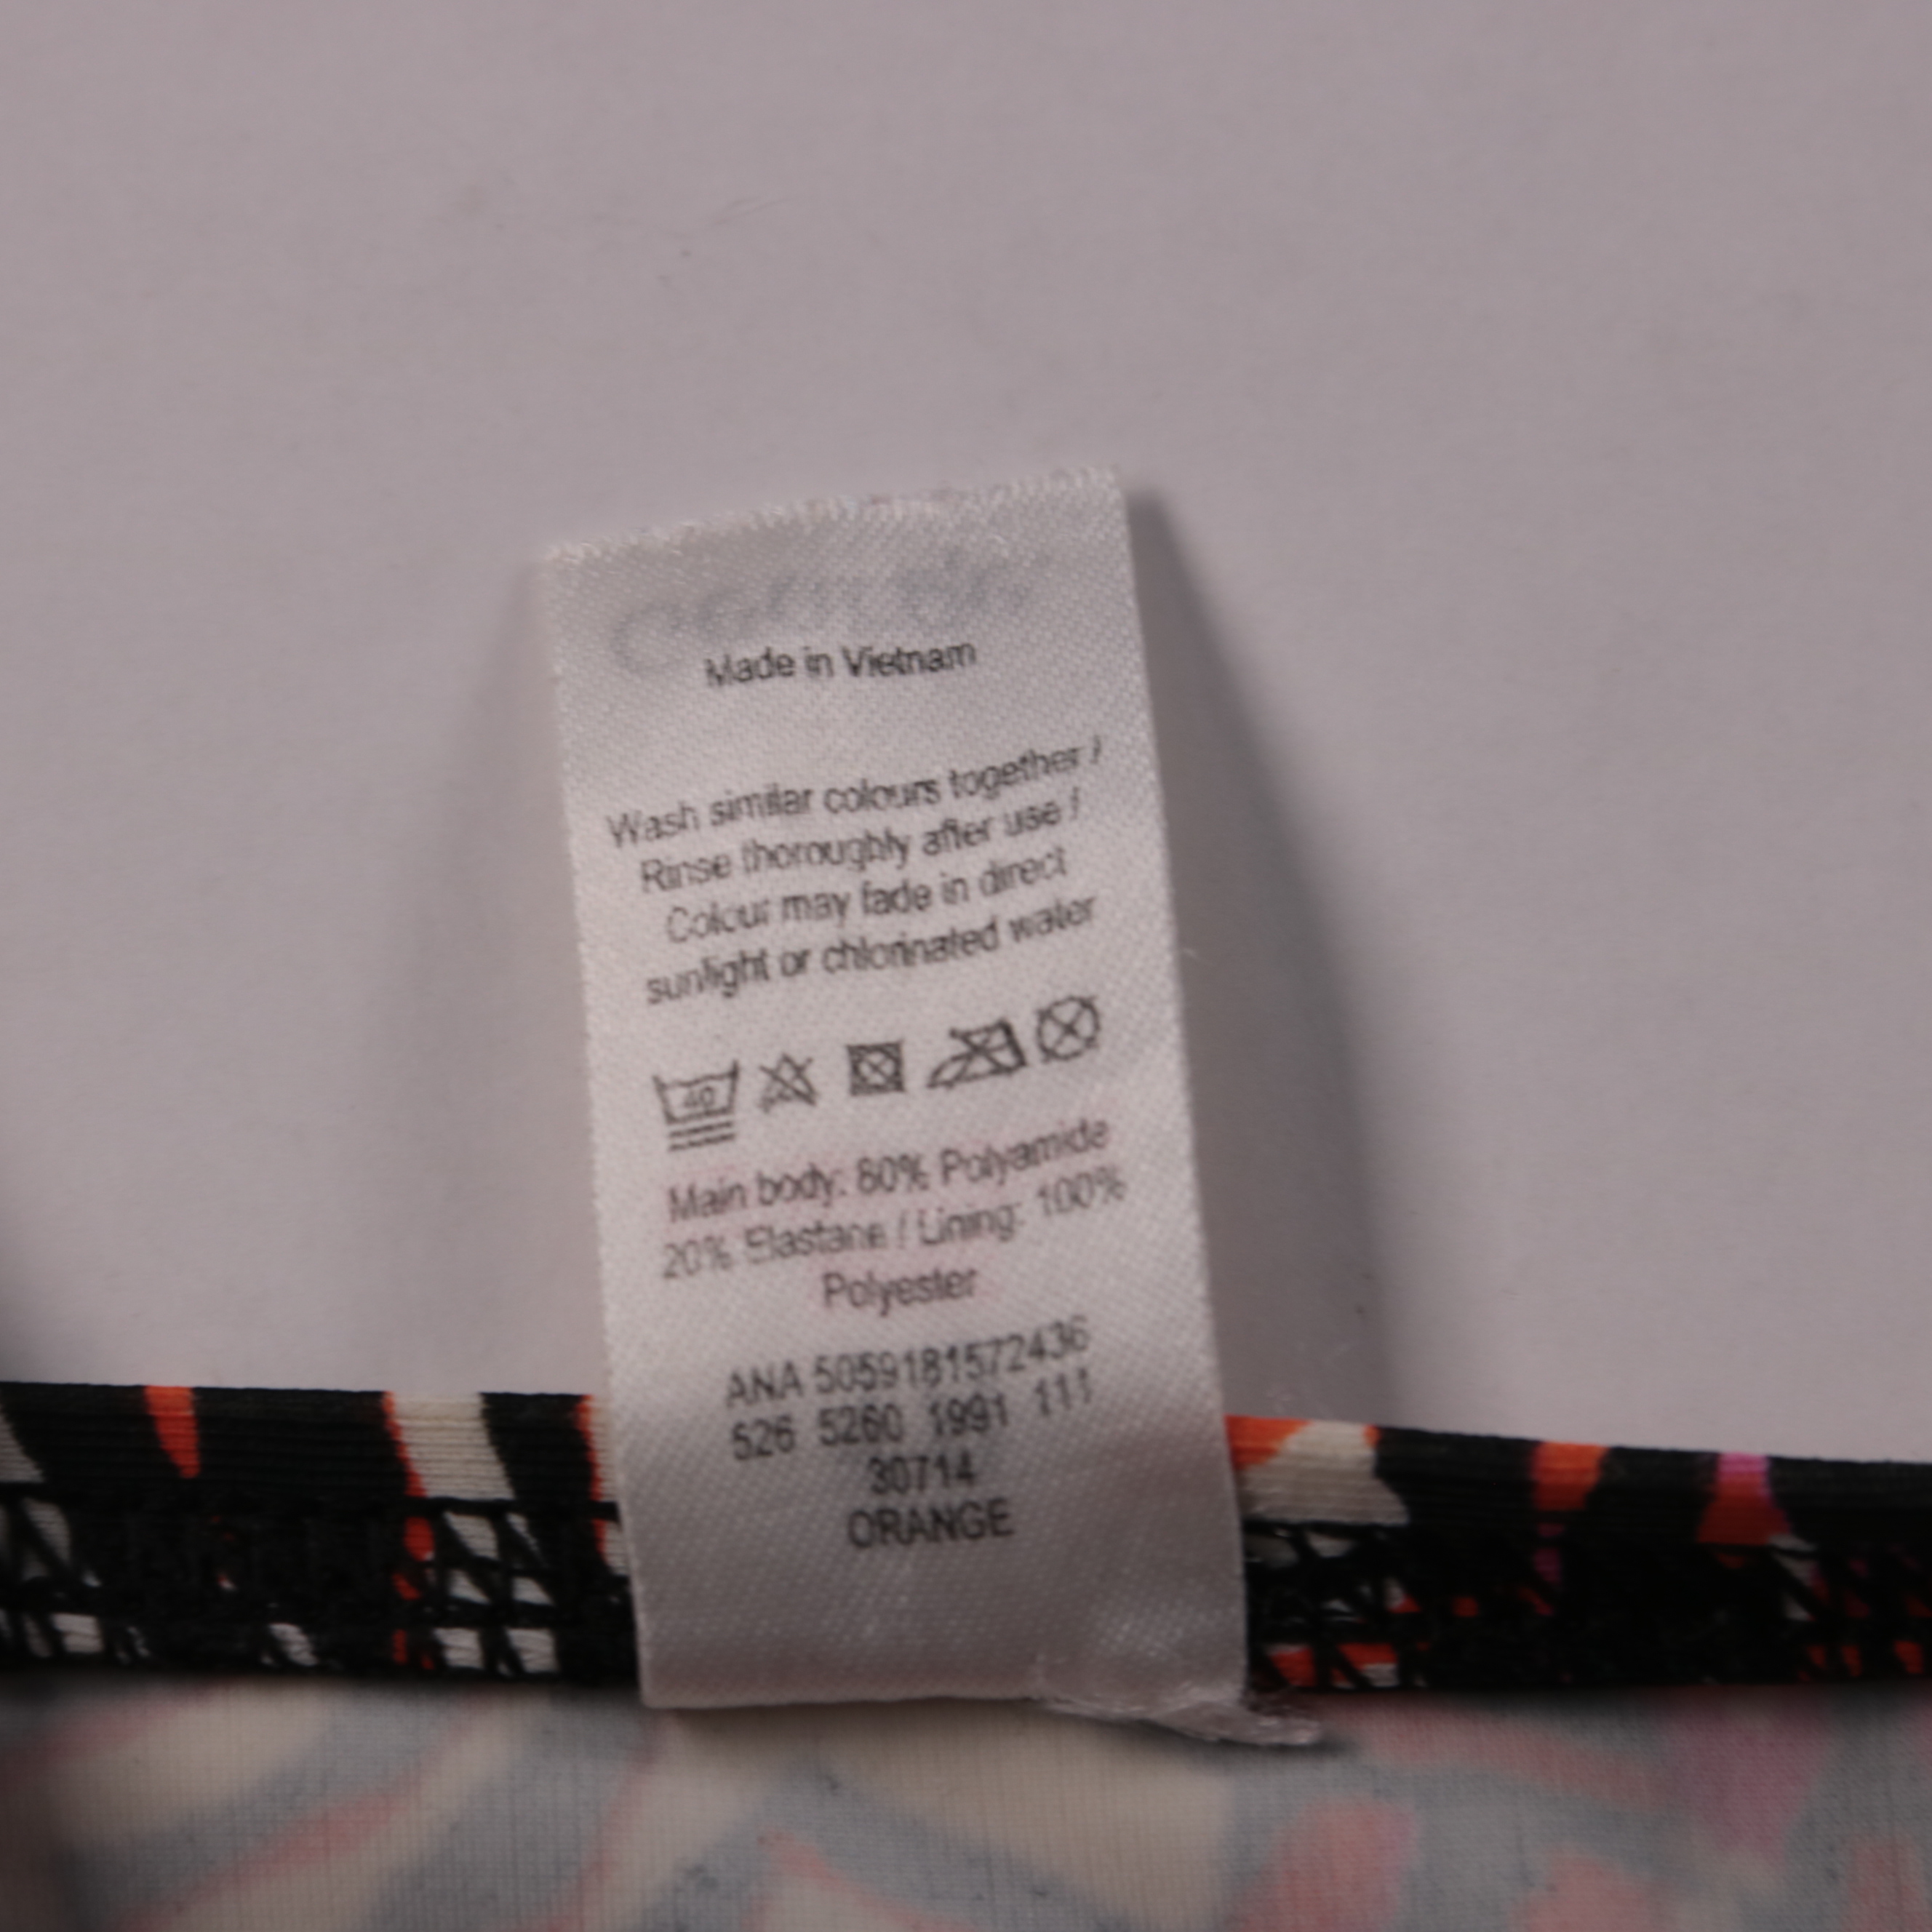 Made in Vietnam
Wash similar colours together /
Rinse thoroughly after use /
Colour may fade in direct
sunlight or chlorinated water
40
Main body: 80% Polyamide
20% Elastane / Lining: 100%
Polyester
ANA 5059181572436
526 5260 1991 111
30714
ORANGE